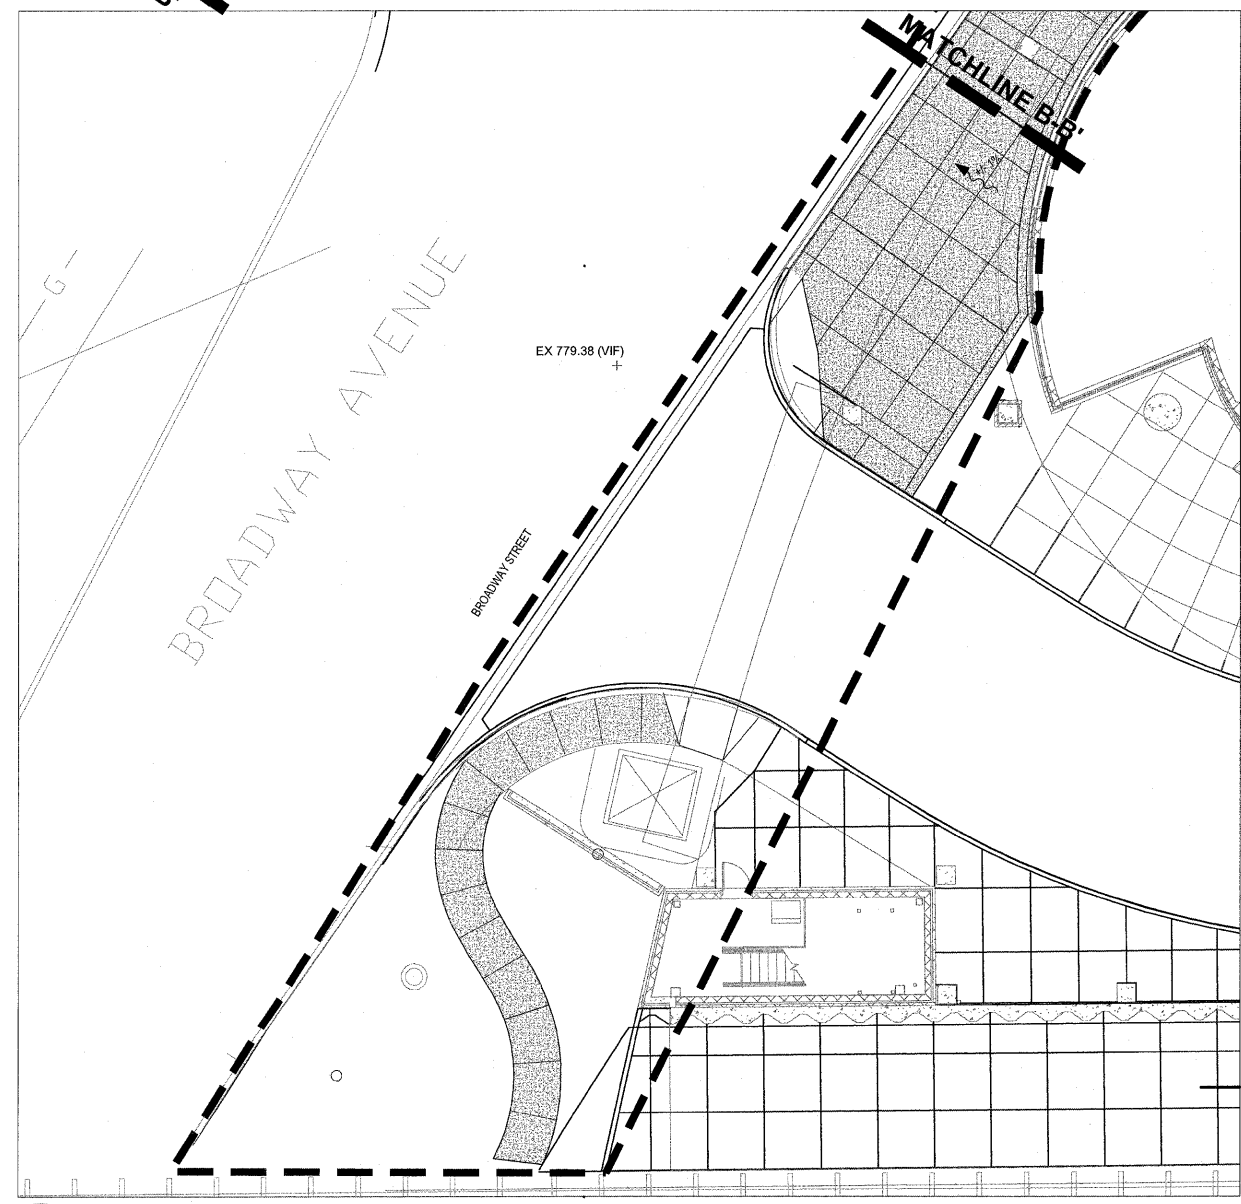 MATCHLINE B-B'
G
BROADWAY AVENUE
EX 779.38 (VIF)
BROADWAY STREET